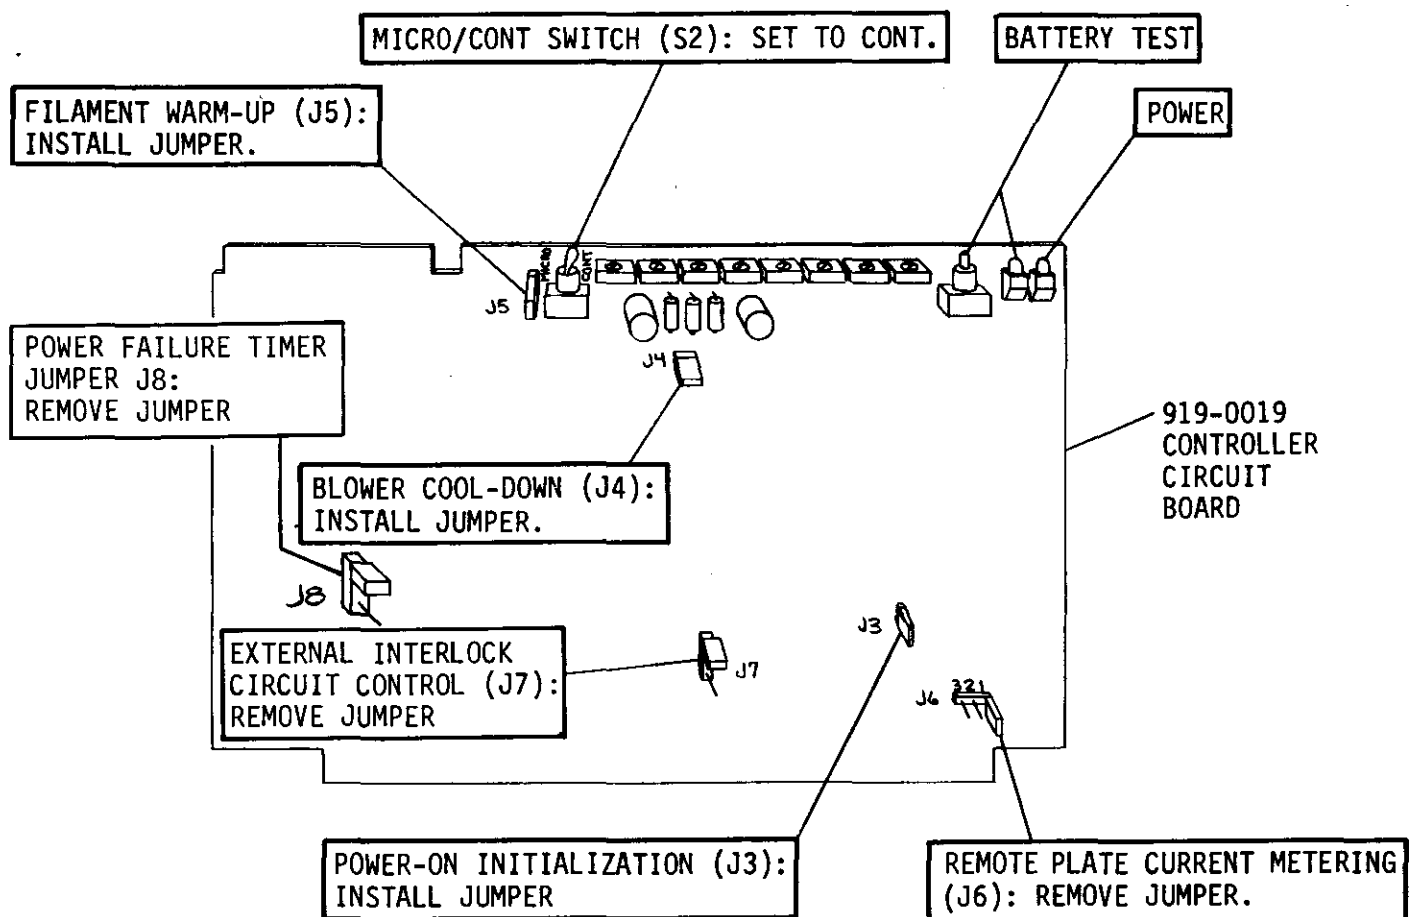 MICRO/CONT SWITCH (S2): SET TO CONT.
BATTERY TEST
FILAMENT WARM-UP (J5):
INSTALL JUMPER.
POWER
MICRO
CONT
J5
POWER FAILURE TIMER
JUMPER J8:
REMOVE JUMPER
J4
919-0019
CONTROLLER
CIRCUIT
BOARD
BLOWER COOL-DOWN (J4):
INSTALL JUMPER.
J8
J3
EXTERNAL INTERLOCK
CIRCUIT CONTROL (J7):
REMOVE JUMPER
J7
J6
321
POWER-ON INITIALIZATION (J3):
INSTALL JUMPER
REMOTE PLATE CURRENT METERING
(J6): REMOVE JUMPER.